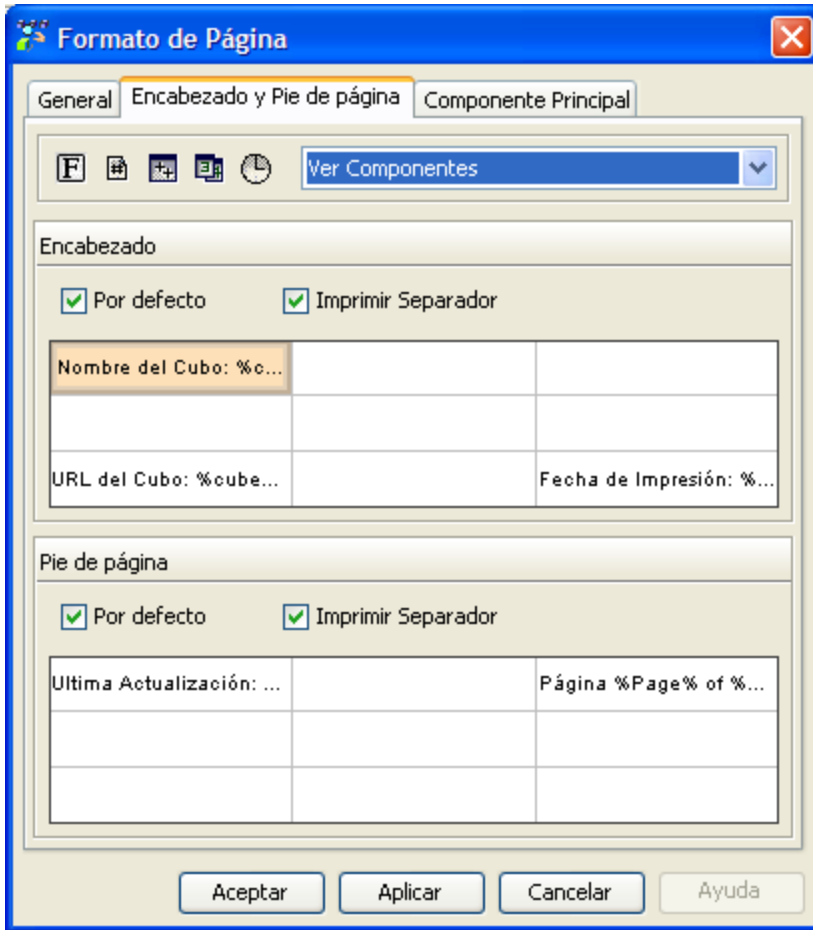 Formato de Página
General Encabezado y Pie de página Componente Principal
F # Ver Componentes
Encabezado
Por defecto Imprimir Separador
Nombre del Cubo: %c...
URL del Cubo: %cube... Fecha de Impresión: %...
Pie de página
Por defecto Imprimir Separador
Ultima Actualización: ... Página %Page% of %...
Aceptar Aplicar Cancelar Ayuda